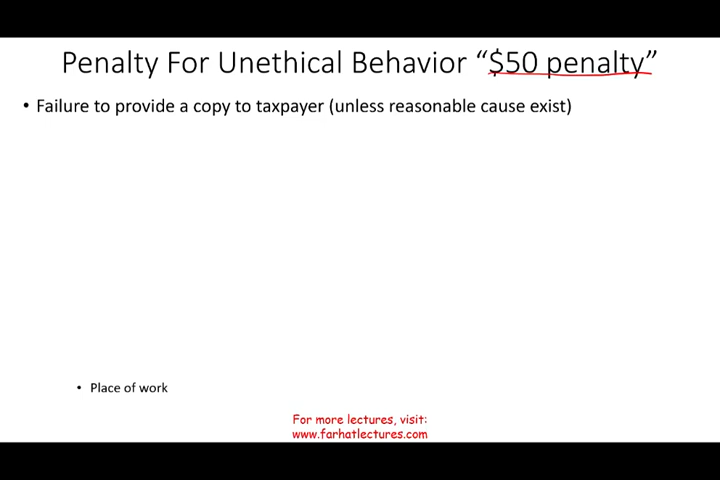 Penalty For Unethical Behavior “$50 penalty”
• Failure to provide a copy to taxpayer (unless reasonable cause exist)
• Place of work
For more lectures, visit:
www.farhatlectures.com